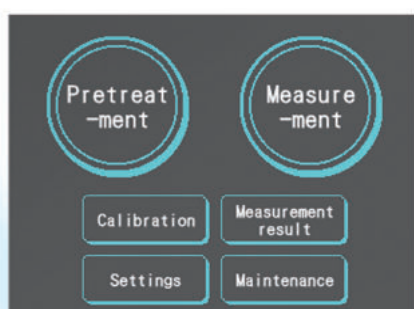 Pretreat
-ment
Measure
-ment
Calibration
Measurement
result
Settings
Maintenance